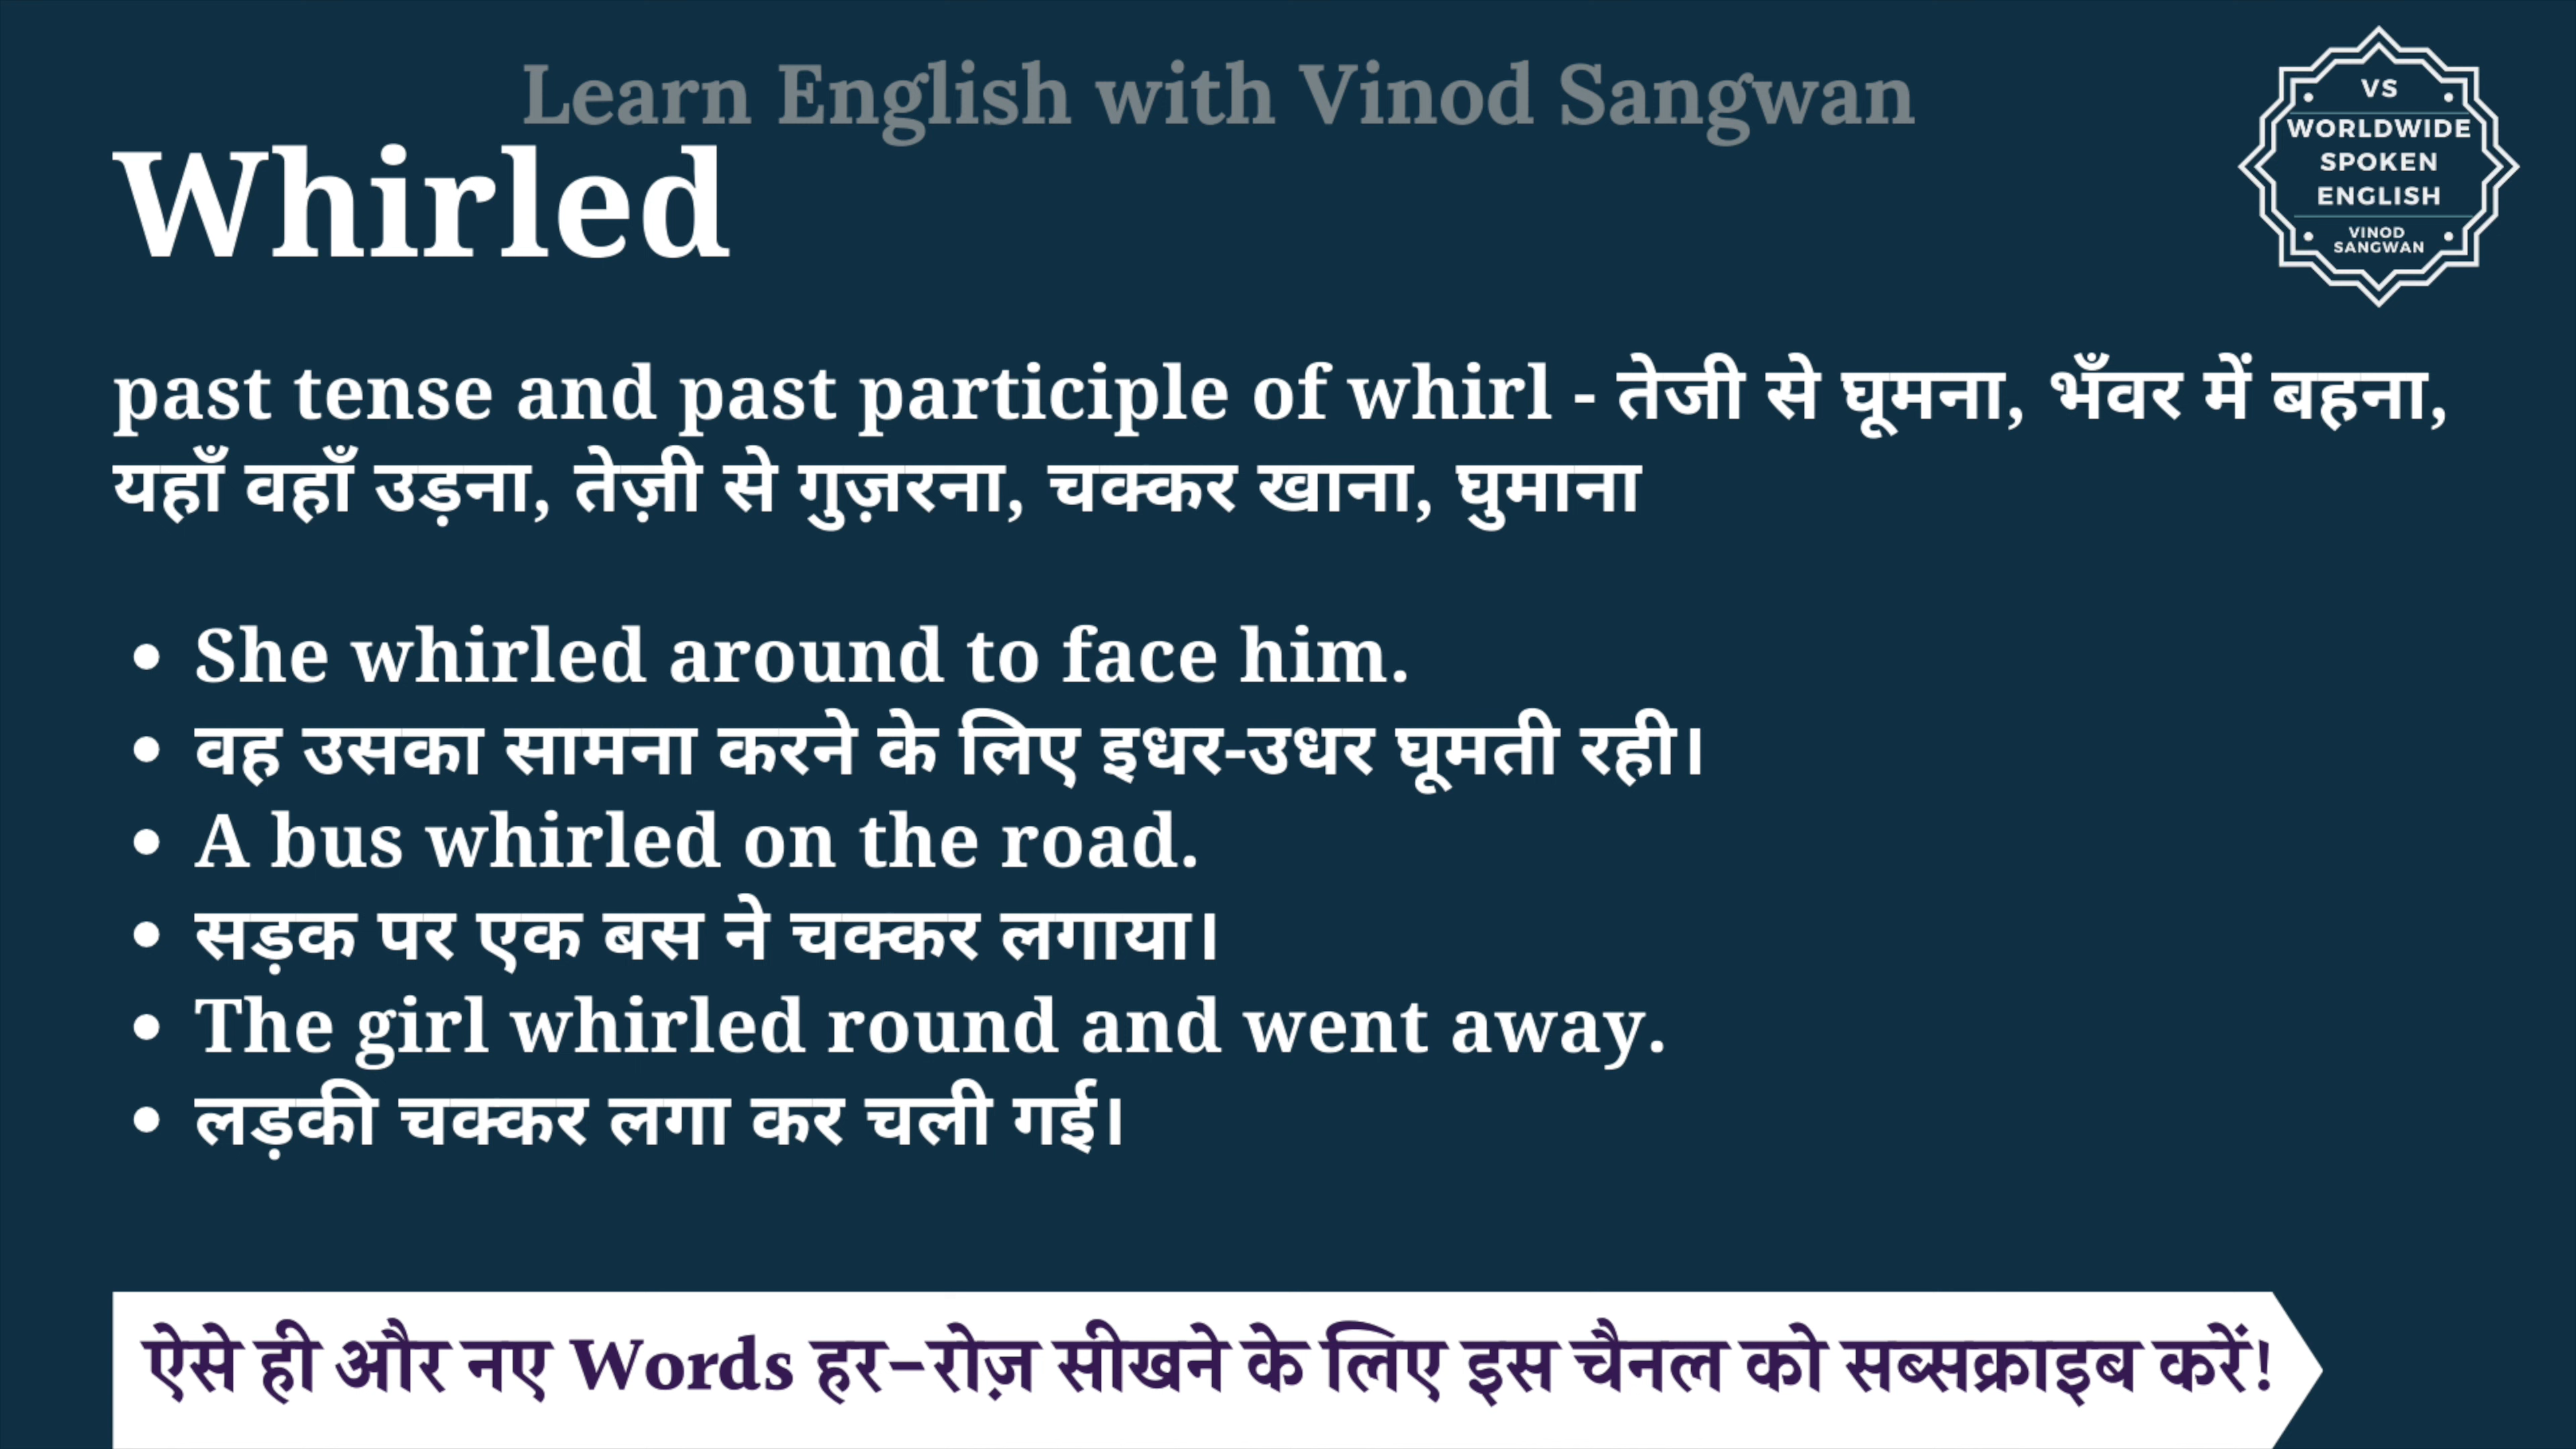 Learn English with Vinod Sangwan
VS
WORLDWIDE
SPOKEN
ENGLISH
VINOD
SANGWAN
Whirled
past tense and past participle of whirl - तेजी से घूमना, भँवर में बहना,
यहाँ वहाँ उड़ना, तेज़ी से गुज़रना, चक्कर खाना, घुमाना
• She whirled around to face him.
• वह उसका सामना करने के लिए इधर-उधर घूमती रही।
• A bus whirled on the road.
• सड़क पर एक बस ने चक्कर लगाया।
• The girl whirled round and went away.
• लड़की चक्कर लगा कर चली गई।
ऐसे ही और नए Words हर-रोज़ सीखने के लिए इस चैनल को सब्सक्राइब करें!